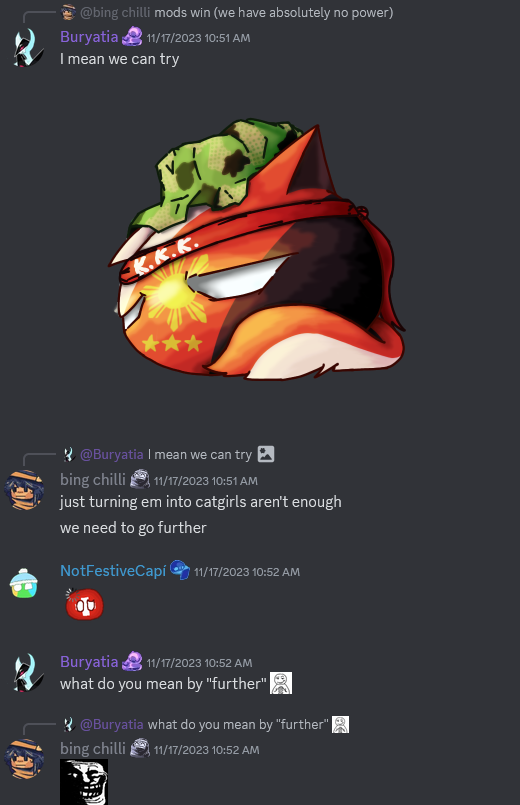 @bing chilli mods win (we have absolutely no power)
Buryatia 11/17/2023 10:51 AM
I mean we can try
K.K.K.
@Buryatia I mean we can try
bing chilli 11/17/2023 10:51 AM
just turning em into catgirls aren't enough
we need to go further
NotFestiveCapí 11/17/2023 10:52 AM
Buryatia 11/17/2023 10:52 AM
what do you mean by "further"
@Buryatia what do you mean by "further"
bing chilli 11/17/2023 10:52 AM